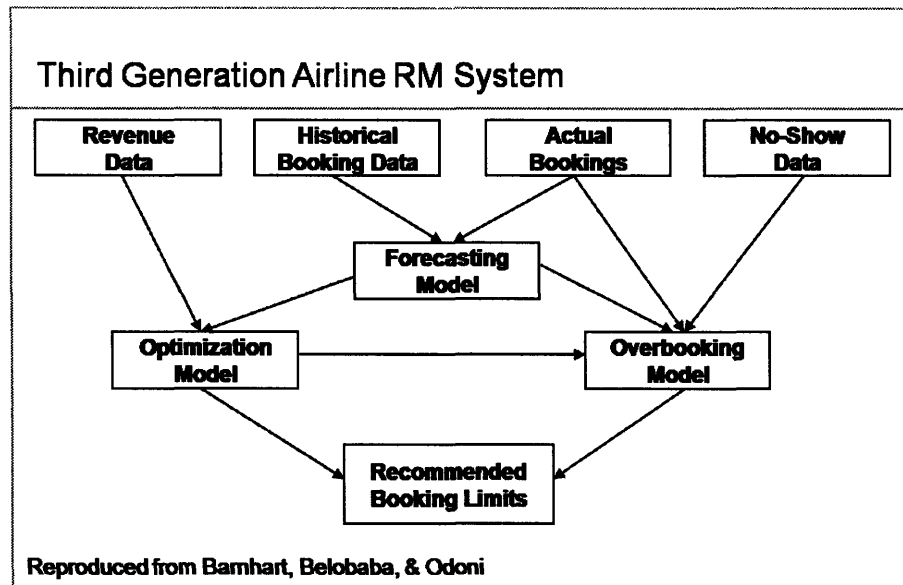 Third Generation Airline RM System
Revenue
Data
Historical
Booking Data
Actual
Bookings
No-Show
Data
Forecasting
Model
Optimization
Model
Overbooking
Model
Recommended
Booking Limits
Reproduced from Barnhart, Belobaba, & Odoni